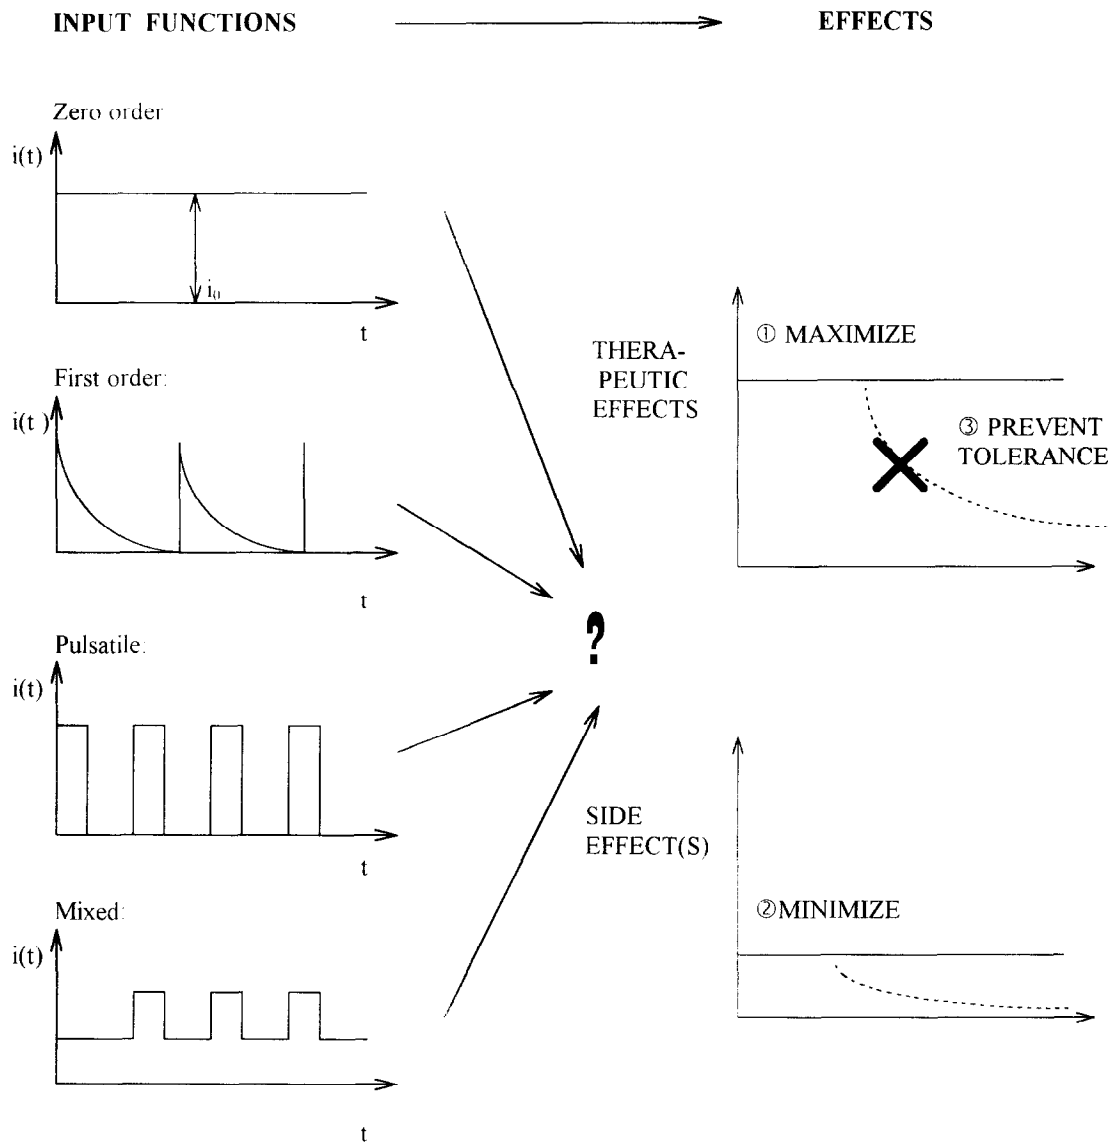 INPUT FUNCTIONS
EFFECTS
Zero order
i(t)
i₀
t
First order:
i(t )
t
Pulsatile:
i(t)
t
Mixed:
i(t)
t
?
THERA-
PEUTIC
EFFECTS
① MAXIMIZE
③ PREVENT
TOLERANCE
SIDE
EFFECT(S)
②MINIMIZE